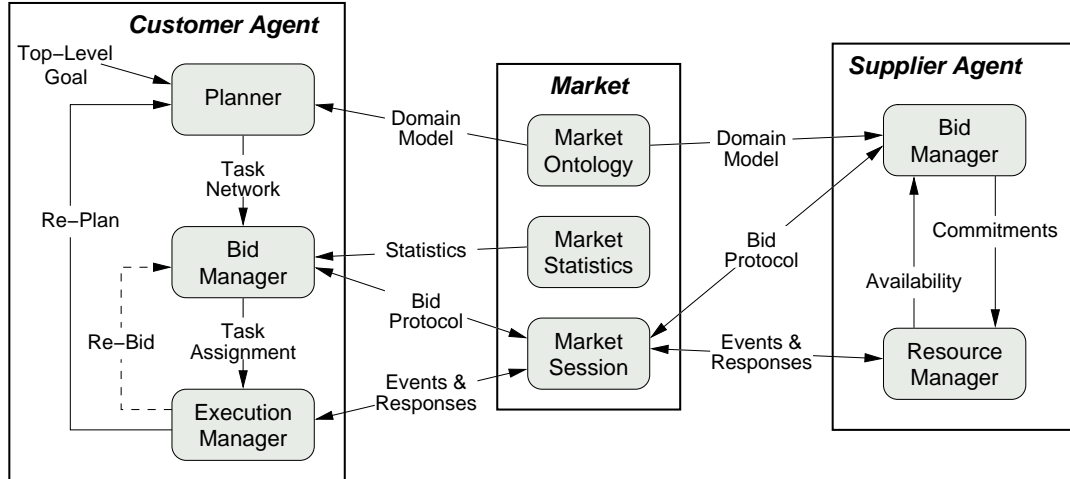 Customer Agent
Top-Level
Goal
Planner
Task
Network
Re-Plan
Bid
Manager
Re-Bid
Task
Assignment
Execution
Manager
Domain
Model
Statistics
Bid
Protocol
Events &
Responses
Market
Market
Ontology
Market
Statistics
Market
Session
Domain
Model
Bid
Protocol
Events &
Responses
Supplier Agent
Bid
Manager
Commitments
Availability
Resource
Manager